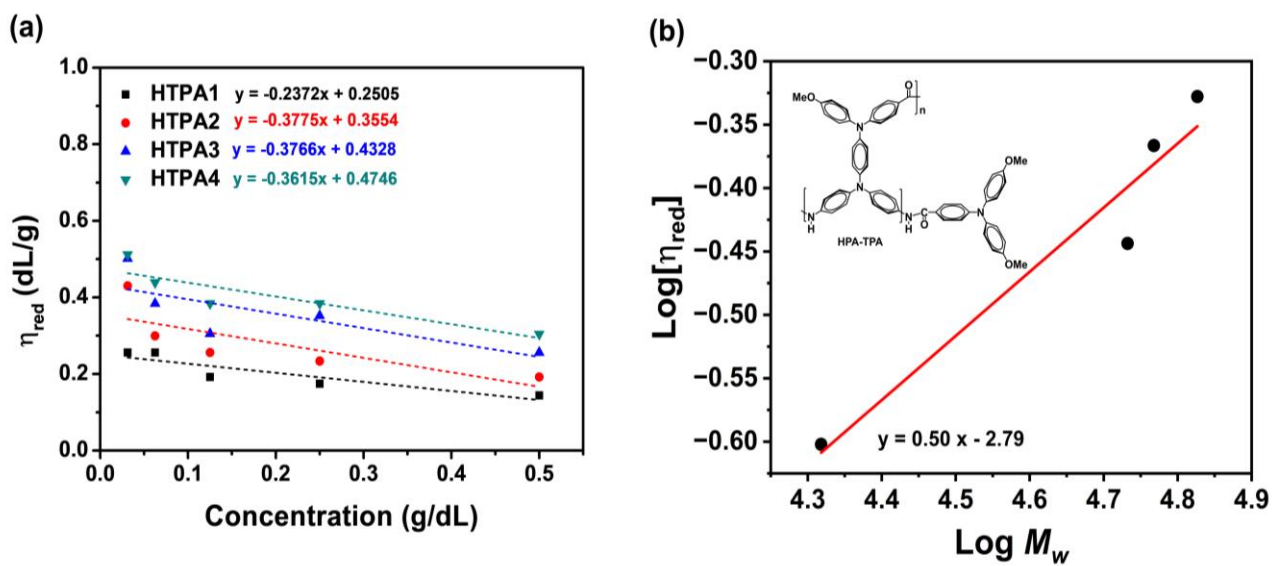 (a)
1.0
0.8
0.6
0.4
0.2
0.0
0.0 0.1 0.2 0.3 0.4 0.5
η_red (dL/g)
Concentration (g/dL)
HTPA1 y = -0.2372x + 0.2505
HTPA2 y = -0.3775x + 0.3554
HTPA3 y = -0.3766x + 0.4328
HTPA4 y = -0.3615x + 0.4746
(b)
−0.30
−0.35
−0.40
−0.45
−0.50
−0.55
−0.60
4.3 4.4 4.5 4.6 4.7 4.8 4.9
Log[η_red]
Log M_w
O
MeO
C
n
N
N
OMe
N
H
N
H
C
O
N
OMe
HPA-TPA
y = 0.50 x - 2.79